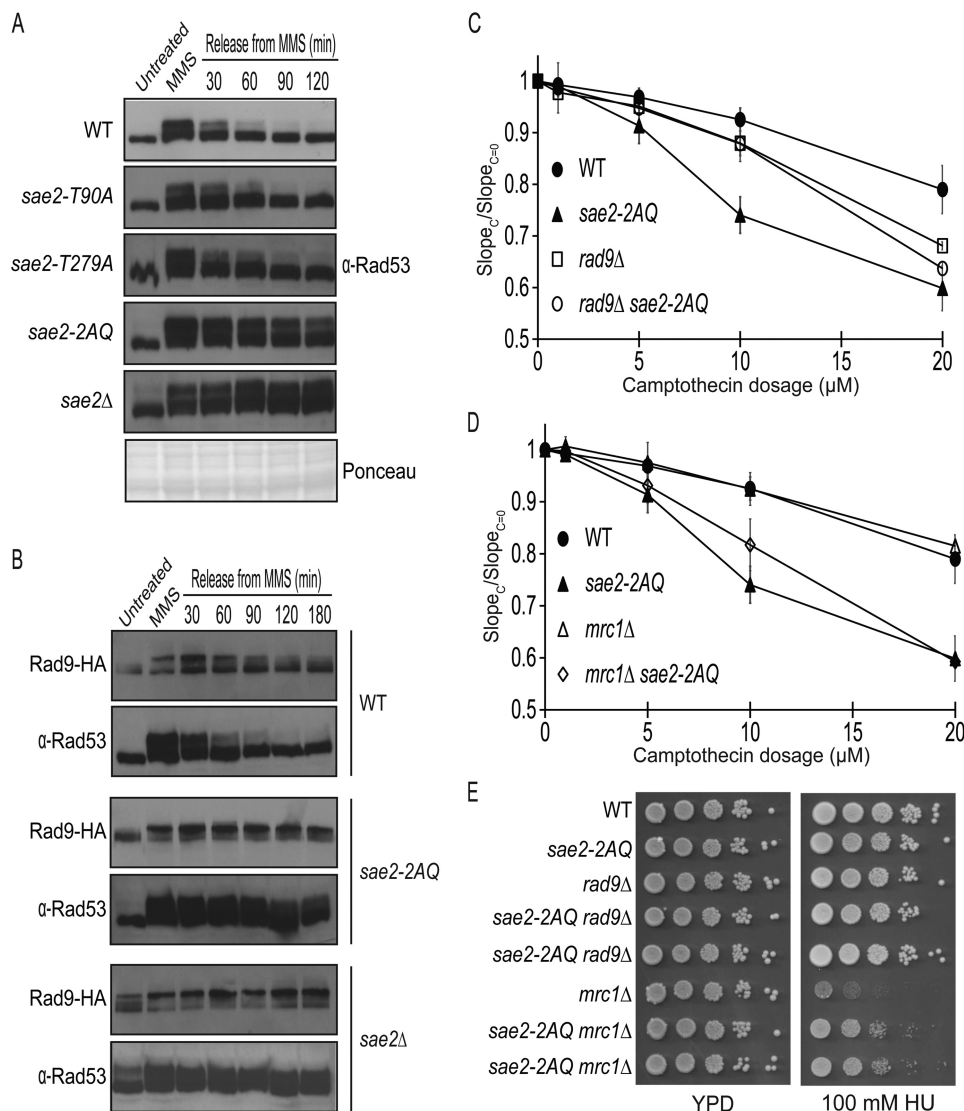 A
Untreated
MMS
Release from MMS (min)
30 60 90 120
WT
sae2-T90A
sae2-T279A
sae2-2AQ
sae2Δ
α-Rad53
Ponceau
B
Untreated
MMS
Release from MMS (min)
30 60 90 120 180
Rad9-HA
α-Rad53
WT
Rad9-HA
α-Rad53
sae2-2AQ
Rad9-HA
α-Rad53
sae2Δ
C
1
0.9
0.8
0.7
0.6
0.5
SlopeC/SlopeC=0
WT
sae2-2AQ
rad9Δ
rad9Δ sae2-2AQ
0 5 10 15 20
Camptothecin dosage (μM)
D
1
0.9
0.8
0.7
0.6
0.5
SlopeC/SlopeC=0
WT
sae2-2AQ
mrc1Δ
mrc1Δ sae2-2AQ
0 5 10 15 20
Camptothecin dosage (μM)
E
WT
sae2-2AQ
rad9Δ
sae2-2AQ rad9Δ
sae2-2AQ rad9Δ
mrc1Δ
sae2-2AQ mrc1Δ
sae2-2AQ mrc1Δ
YPD 100 mM HU